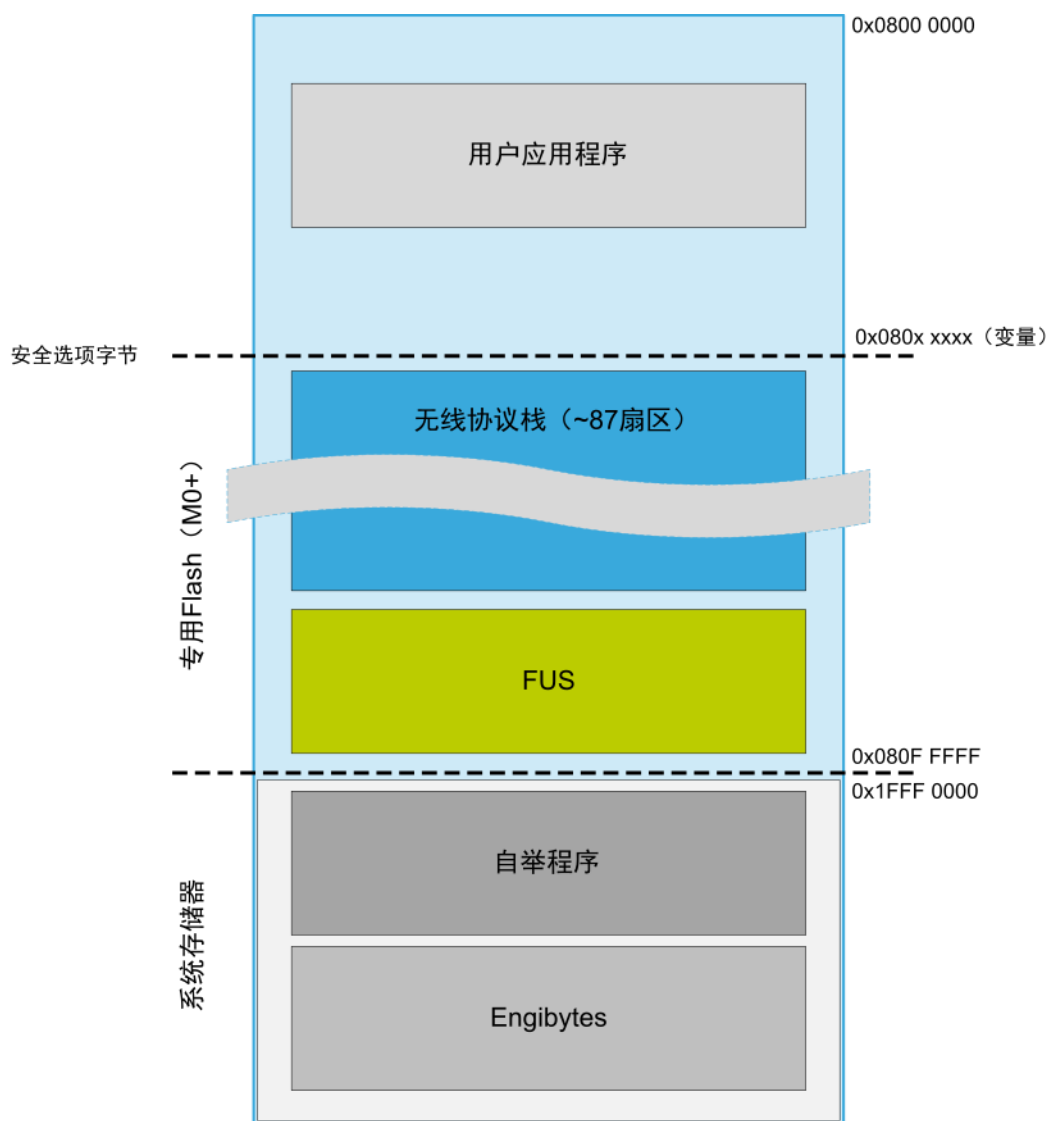 0x0800 0000
用户应用程序
0x080x xxxx（变量）
安全选项字节
无线协议栈（~87扇区）
专用Flash（M0+）
FUS
0x080F FFFF
0x1FFF 0000
自举程序
系统存储器
Engibytes